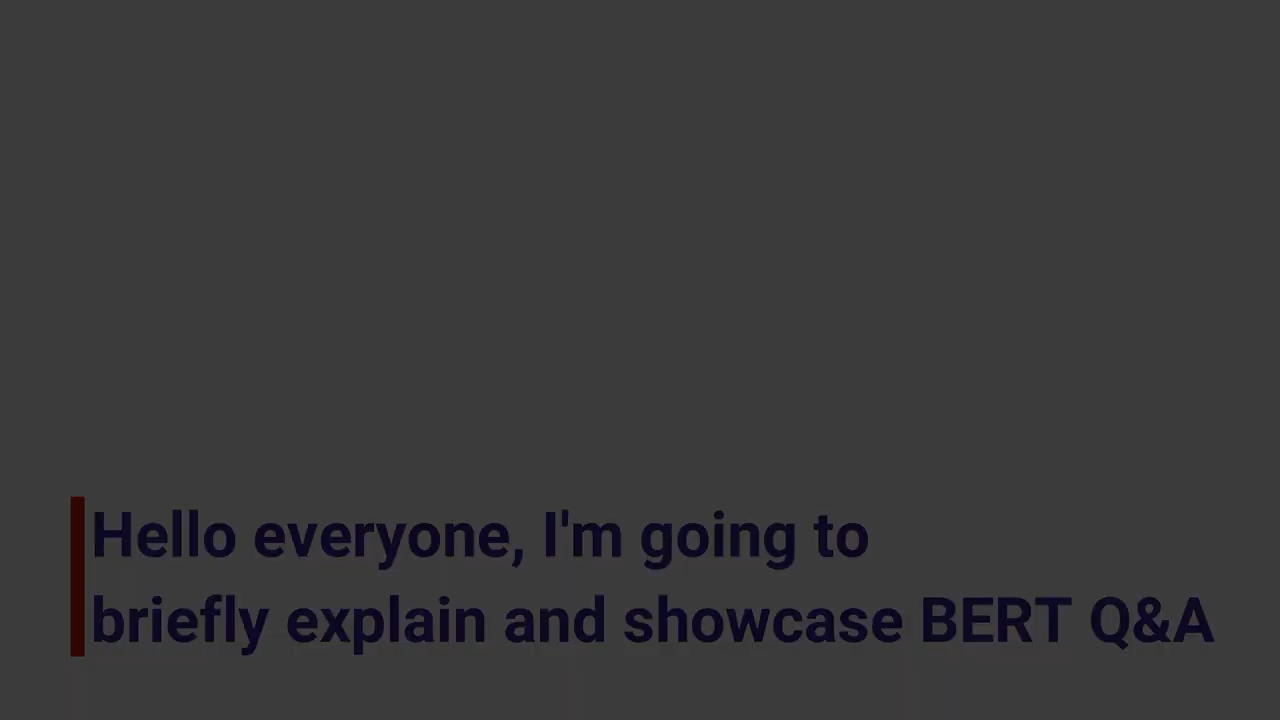 Hello everyone, I'm going to
briefly explain and showcase BERT Q&A